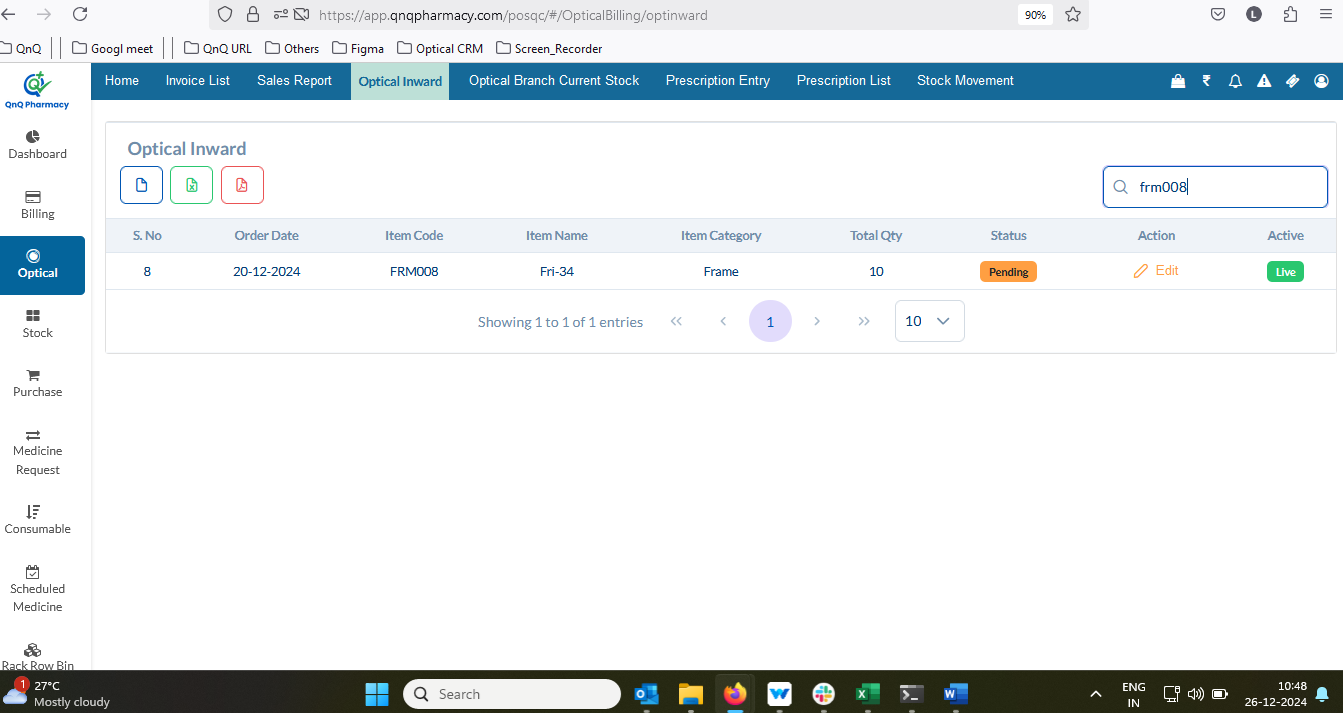 https://app.qnqpharmacy.com/posqc/#/OpticalBilling/optinward 90% L
QnQ Googl meet QnQ URL Others Figma Optical CRM Screen_Recorder
QnQ Pharmacy
Home Invoice List Sales Report Optical Inward Optical Branch Current Stock Prescription Entry Prescription List Stock Movement
Dashboard
Billing
Optical
Stock
Purchase
Medicine
Request
Consumable
Scheduled
Medicine
Rack Row Bin
Optical Inward
frm008
S. No Order Date Item Code Item Name Item Category Total Qty Status Action Active
8 20-12-2024 FRM008 Fri-34 Frame 10 Pending Edit Live
Showing 1 to 1 of 1 entries 1 10
1 27°C
Mostly cloudy
Search
ENG
IN
10:48
26-12-2024